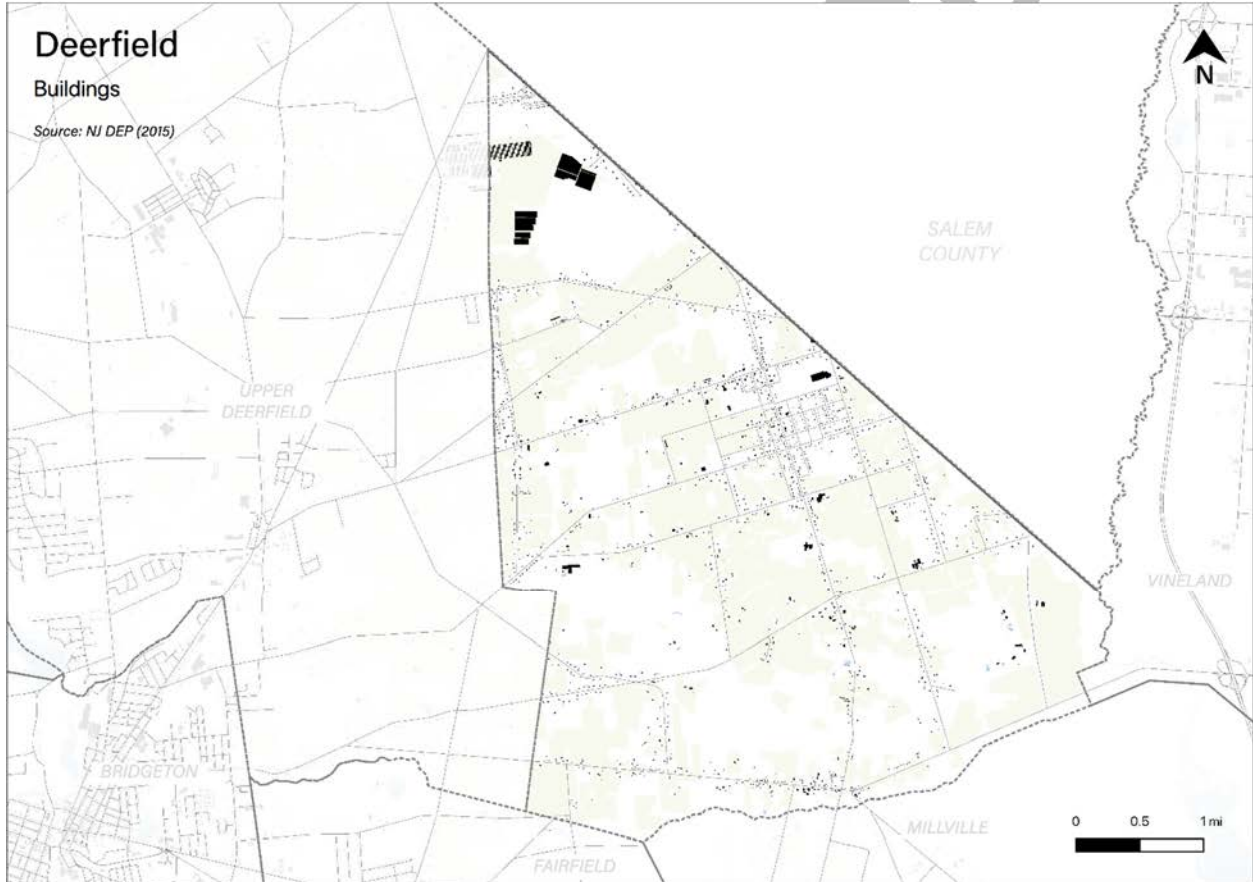 Deerfield
Buildings
Source: NJ DEP (2015)
N
SALEM
COUNTY
UPPER
DEERFIELD
VINELAND
BRIDGETON
MILLVILLE
FAIRFIELD
0 0.5 1 mi